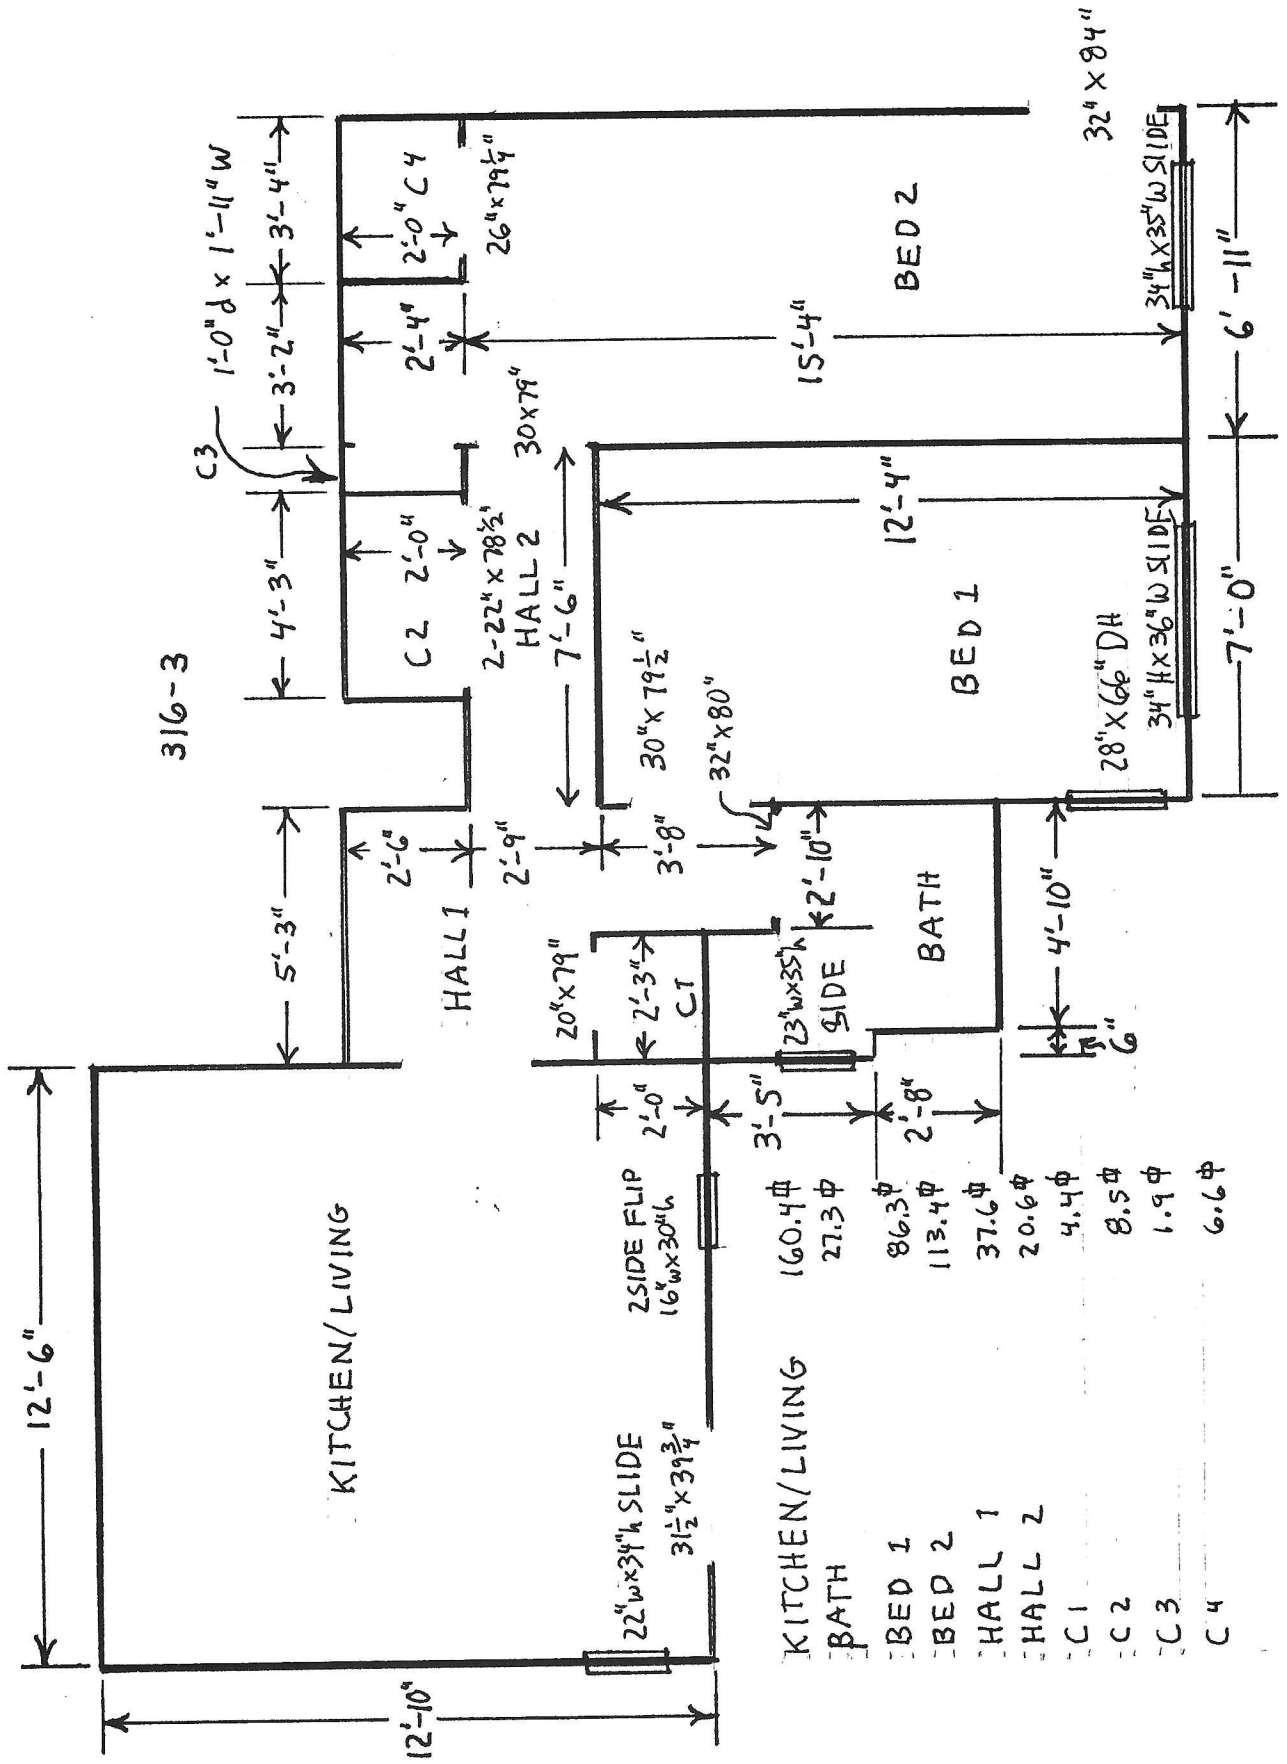 316-3
12'-6"
12'-10"
KITCHEN/LIVING
22"w×34"h SLIDE
31½"×39¾"
2SIDE FLIP
16"w×30"h
5'-3"
2'-6"
2'-9"
3'-8"
HALL 1
20"×79"
2'-3"
C1
2'-0"
3'-5"
2'-8"
23"w×35"h
SIDE
2'-10"
BATH
4'-10"
6"
32"×80"
30"×79½"
4'-3"
C2 2'-0"
2-22"×78½"
HALL 2
7'-6"
C3
1'-0"d x 1'-11"W
3'-2"
3'-4"
2'-4"
2'-0" C4
26"×79¼"
30×79"
12'-4"
BED 1
28"×66" DH
34"H×36"W SLIDE
7'-0"
15'-4"
BED 2
34"h×35"W SLIDE
32"×84"
6'-11"
KITCHEN/LIVING 160.4⌽
BATH 27.3⌽
BED 1 86.3⌽
BED 2 113.4⌽
HALL 1 37.6⌽
HALL 2 20.6⌽
C1 4.4⌽
C2 8.5⌽
C3 1.9⌽
C4 6.6⌽